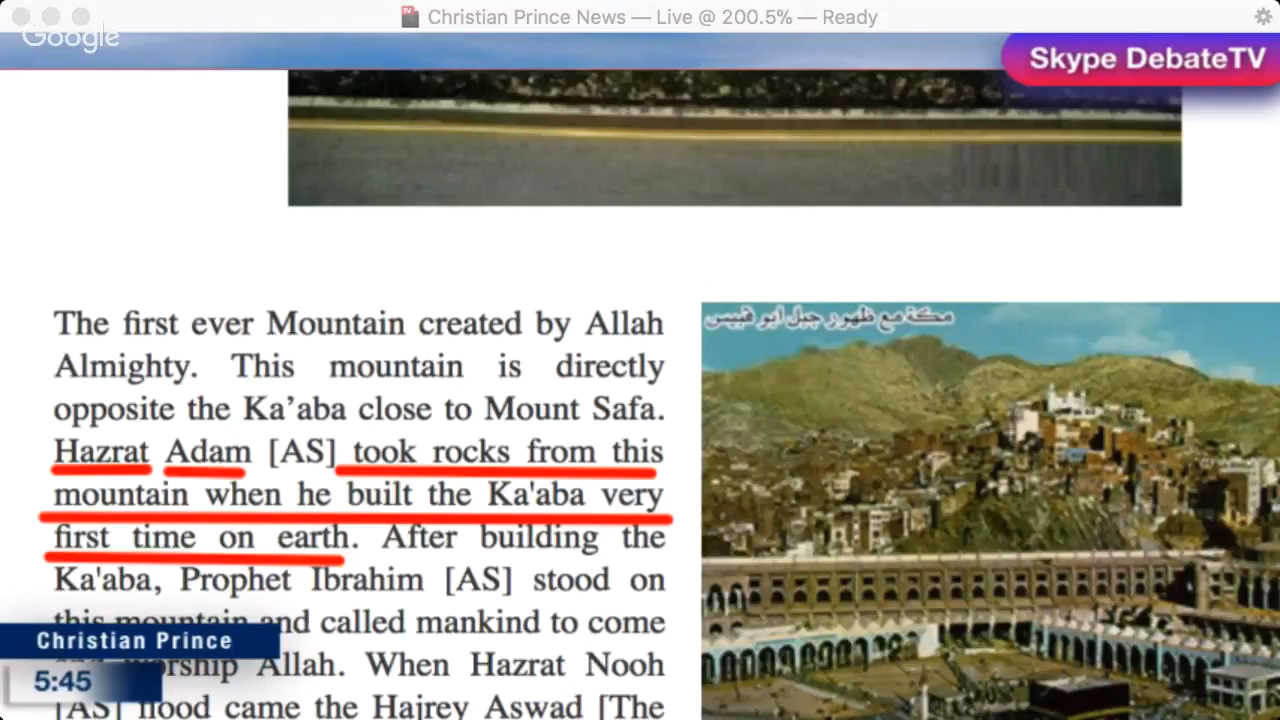 Christian Prince News — Live @ 200.5% — Ready
Google
Skype DebateTV
The first ever Mountain created by Allah
Almighty. This mountain is directly
opposite the Ka'aba close to Mount Safa.
Hazrat Adam [AS] took rocks from this
mountain when he built the Ka'aba very
first time on earth. After building the
Ka'aba, Prophet Ibrahim [AS] stood on
this mountain and called mankind to come
and worship Allah. When Hazrat Nooh
[AS] flood came the Hajrey Aswad [The
مكة مع ظهور جبل ابو قبيس
Christian Prince
5:45